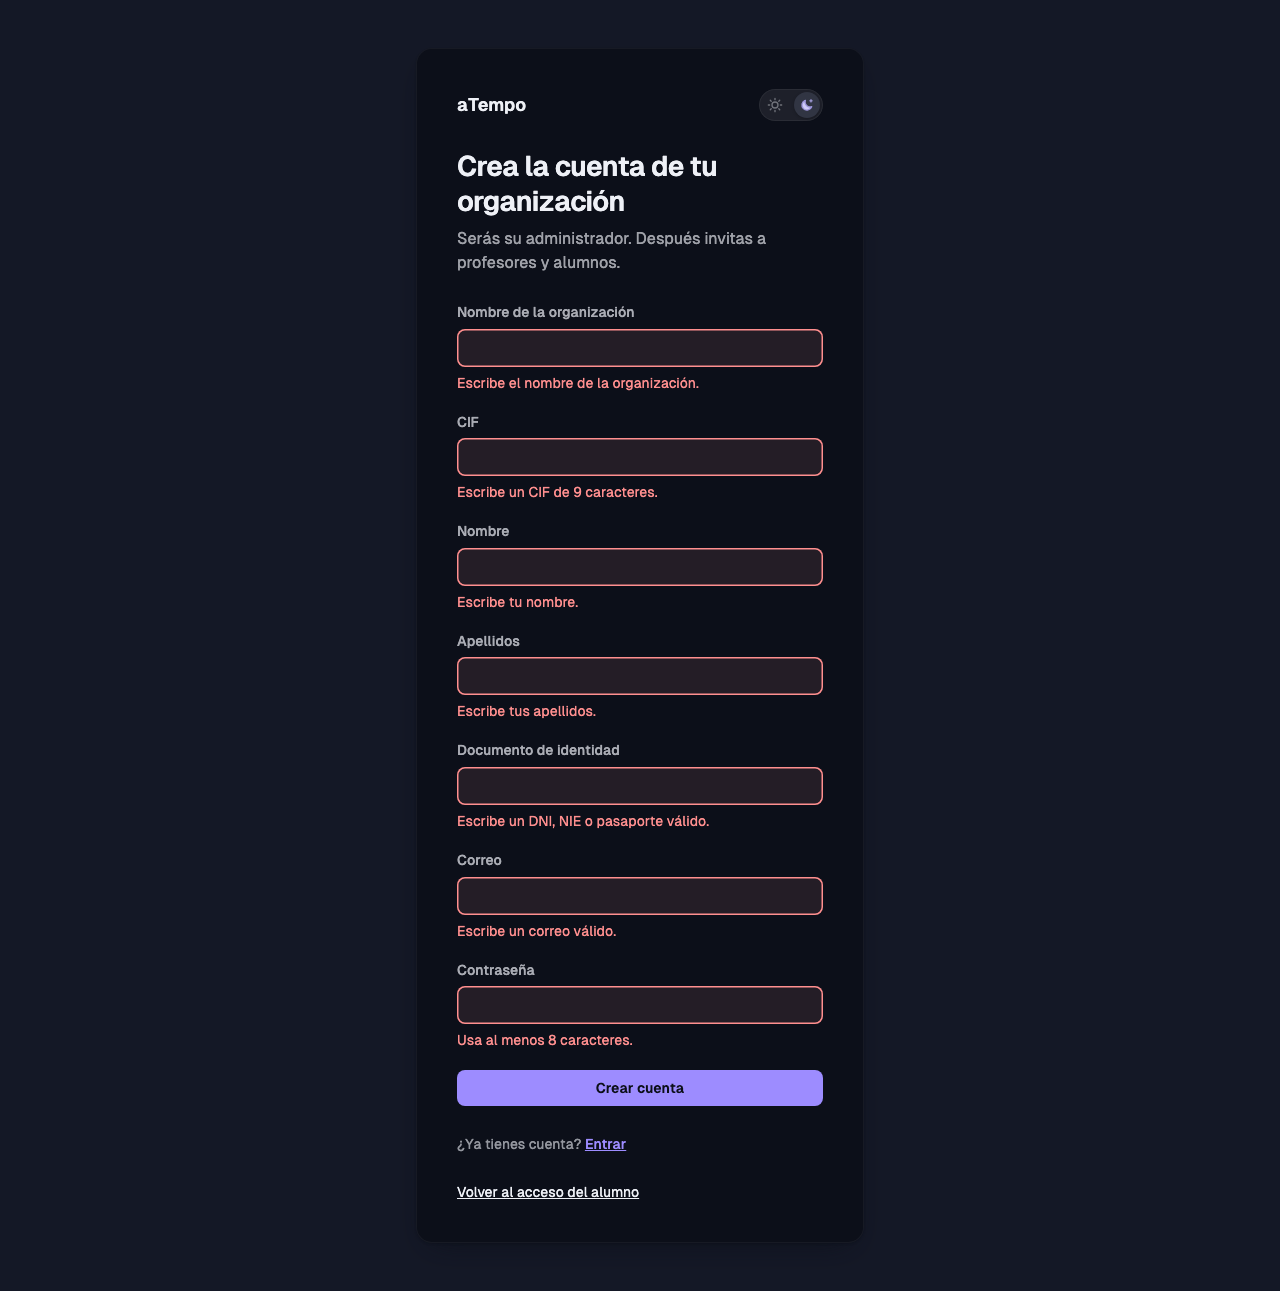 aTempo
Crea la cuenta de tu
organización
Serás su administrador. Después invitas a
profesores y alumnos.
Nombre de la organización
Escribe el nombre de la organización.
CIF
Escribe un CIF de 9 caracteres.
Nombre
Escribe tu nombre.
Apellidos
Escribe tus apellidos.
Documento de identidad
Escribe un DNI, NIE o pasaporte válido.
Correo
Escribe un correo válido.
Contraseña
Usa al menos 8 caracteres.
Crear cuenta
¿Ya tienes cuenta? Entrar
Volver al acceso del alumno